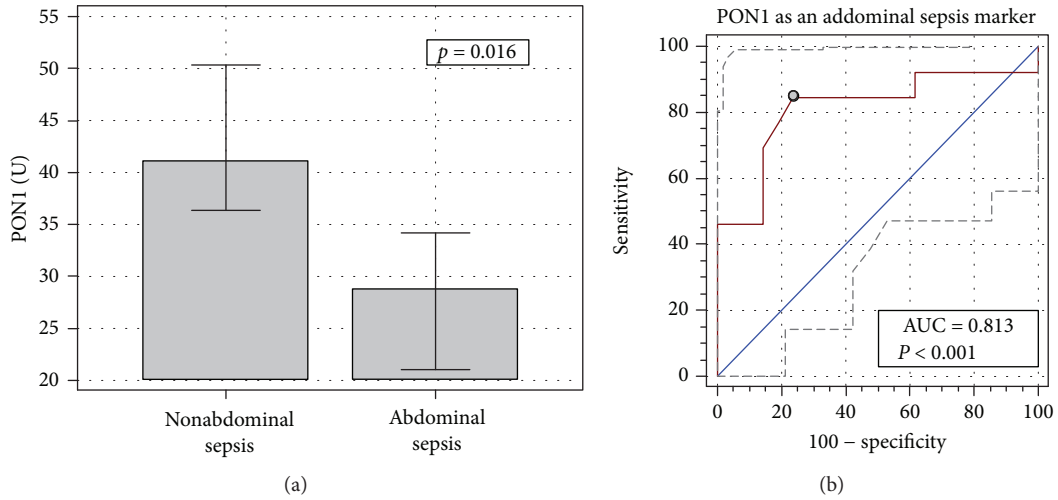 55
50
45
40
35
30
25
20
PON1 (U)
p = 0.016
Nonabdominal
sepsis
Abdominal
sepsis
(a)
PON1 as an addominal sepsis marker
100
80
60
40
20
0
Sensitivity
AUC = 0.813
P < 0.001
0 20 40 60 80 100
100 − specificity
(b)